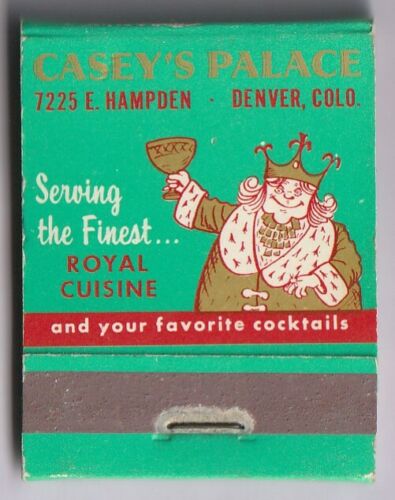 CASEY'S PALACE
7225 E. HAMPDEN · DENVER, COLO.
Serving
the Finest...
ROYAL
CUISINE
and your favorite cocktails